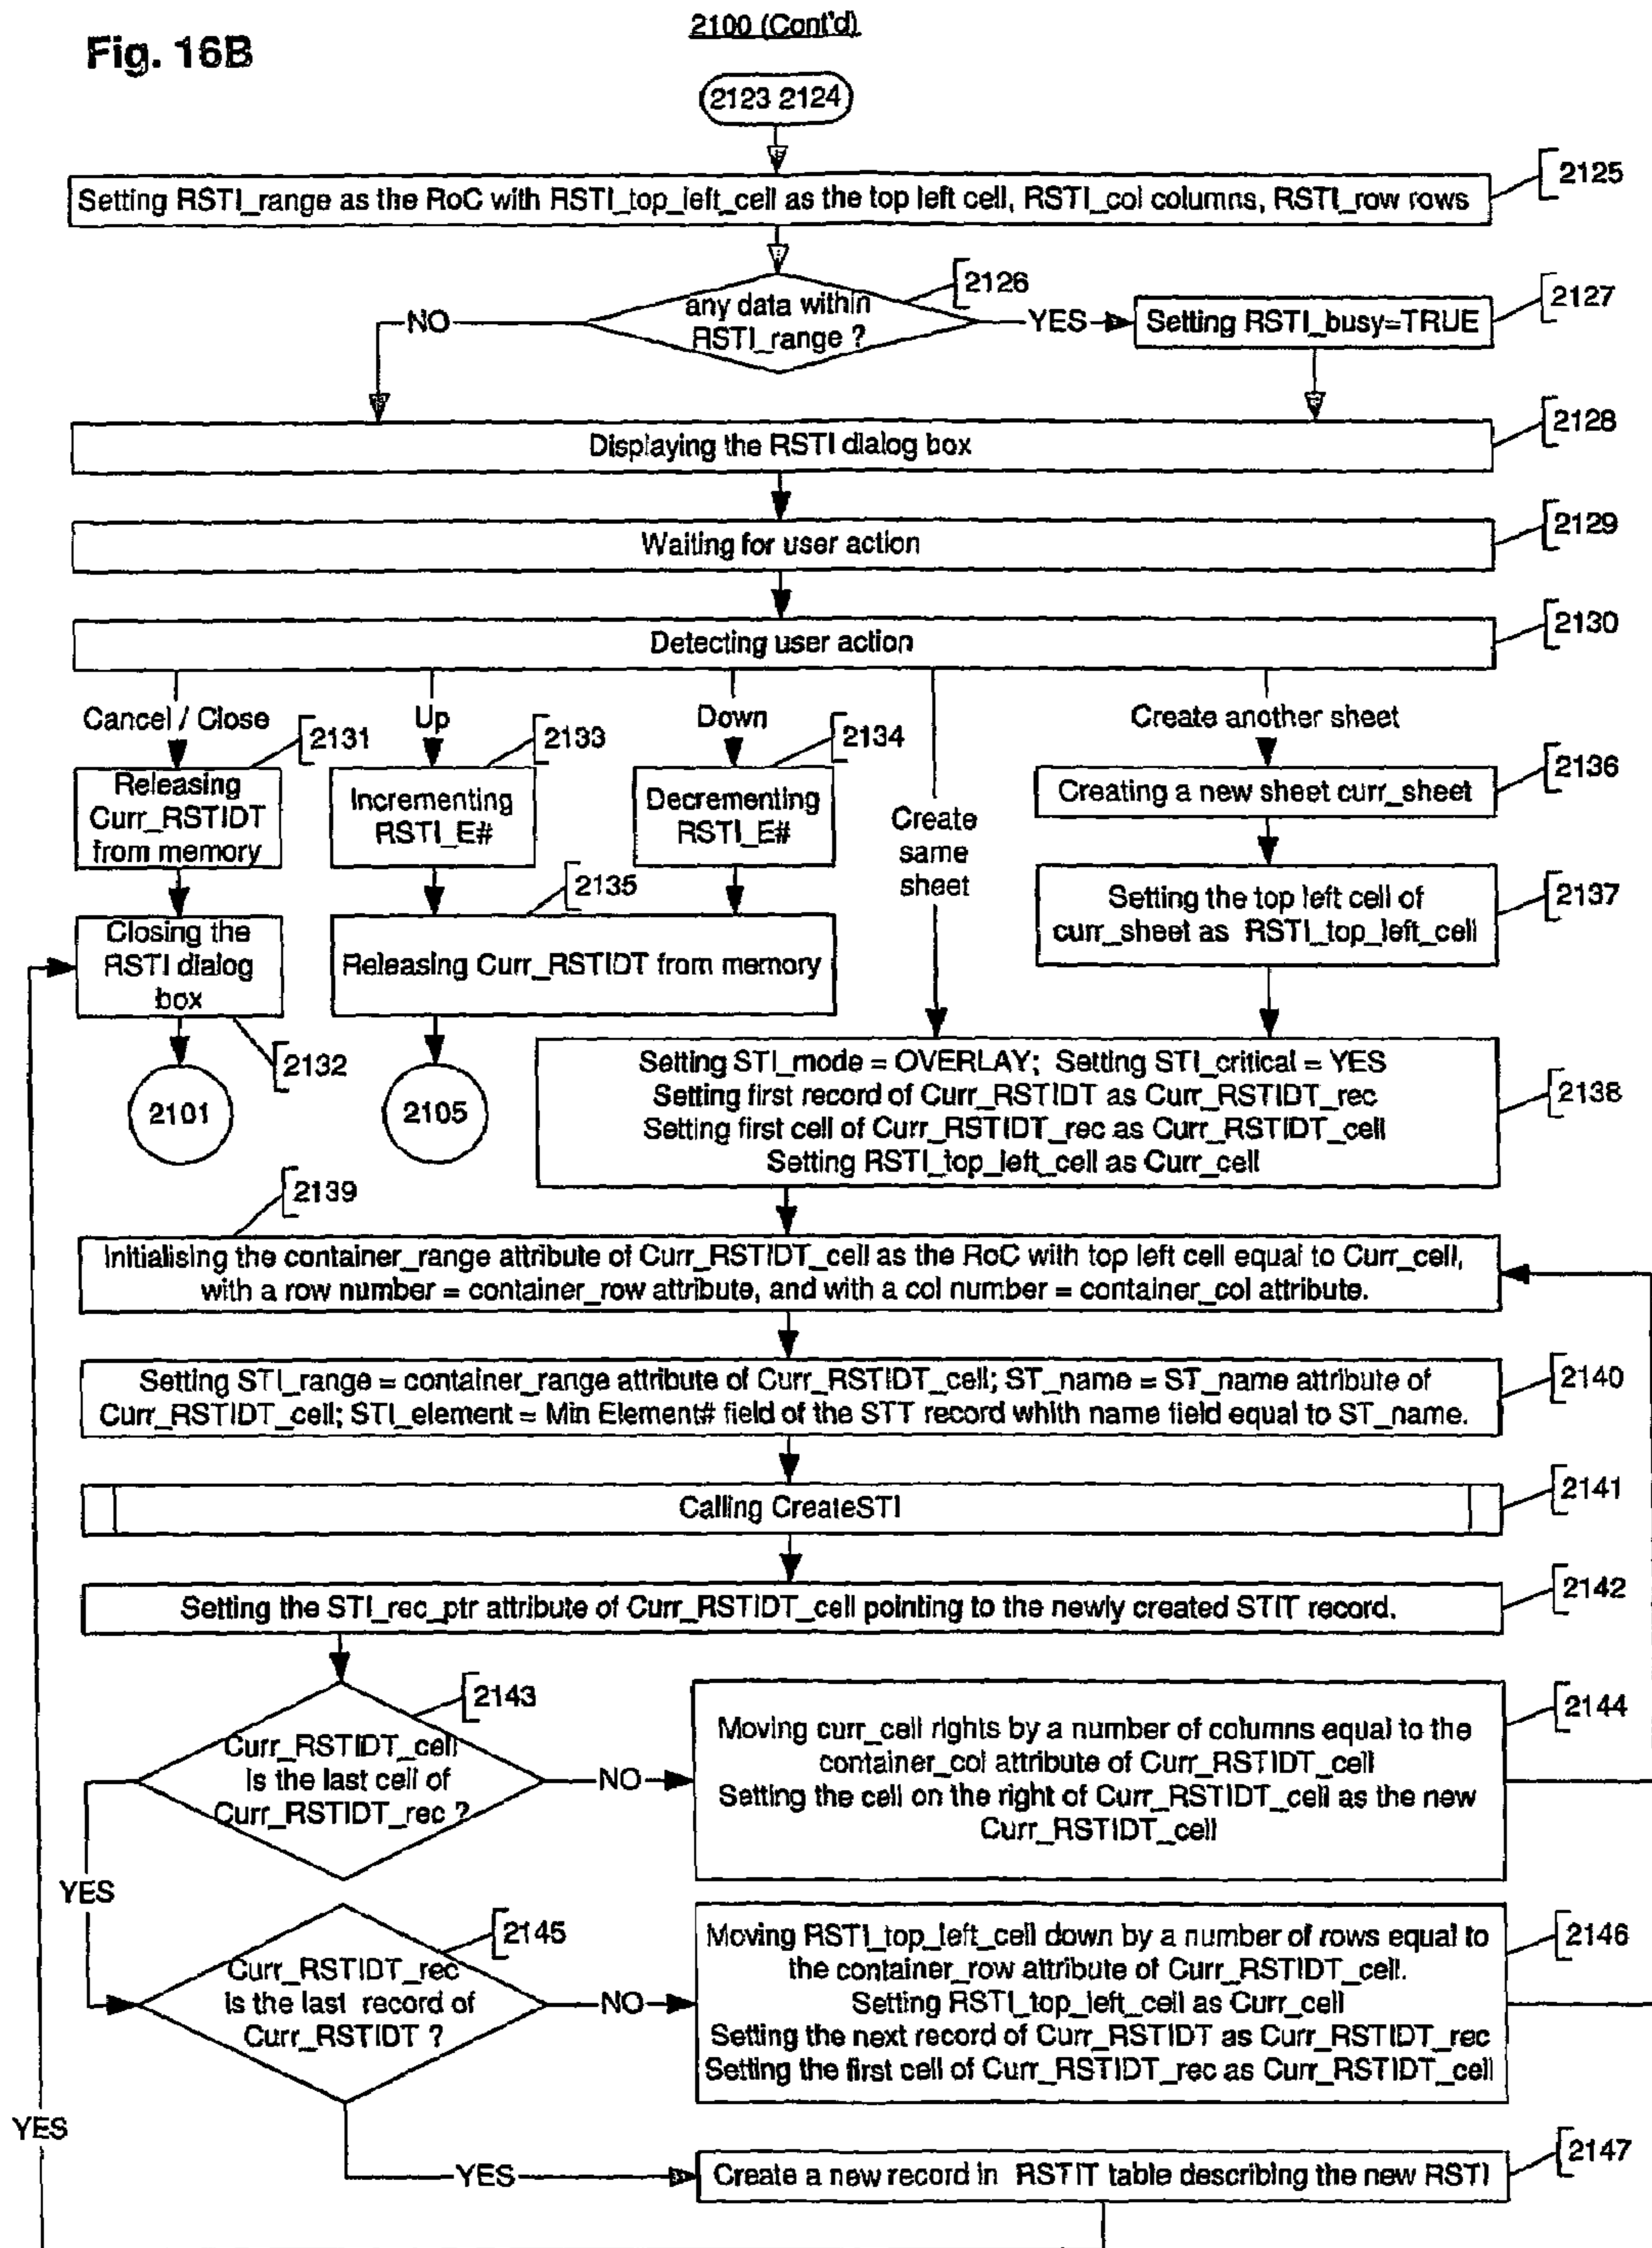 2100 (Cont'd)
Fig. 16B
2123 2124
2125
Setting RSTI_range as the RoC with RSTI_top_left_cell as the top left cell, RSTI_col columns, RSTI_row rows
2126
any data within
RSTI_range ?
NO
YES
2127
Setting RSTI_busy=TRUE
2128
Displaying the RSTI dialog box
2129
Waiting for user action
2130
Detecting user action
Cancel / Close
Up
Down
Create
same
sheet
Create another sheet
2131
Releasing
Curr_RSTIDT
from memory
2133
Incrementing
RSTI_E#
2134
Decrementing
RSTI_E#
2136
Creating a new sheet curr_sheet
2135
Releasing Curr_RSTIDT from memory
2137
Setting the top left cell of
curr_sheet as RSTI_top_left_cell
Closing the
RSTI dialog
box
2132
2101
2105
2138
Setting STI_mode = OVERLAY; Setting STI_critical = YES
Setting first record of Curr_RSTIDT as Curr_RSTIDT_rec
Setting first cell of Curr_RSTIDT_rec as Curr_RSTIDT_cell
Setting RSTI_top_left_cell as Curr_cell
2139
Initialising the container_range attribute of Curr_RSTIDT_cell as the RoC with top left cell equal to Curr_cell,
with a row number = container_row attribute, and with a col number = container_col attribute.
2140
Setting STI_range = container_range attribute of Curr_RSTIDT_cell; ST_name = ST_name attribute of
Curr_RSTIDT_cell; STI_element = Min Element# field of the STT record whith name field equal to ST_name.
2141
Calling CreateSTI
2142
Setting the STI_rec_ptr attribute of Curr_RSTIDT_cell pointing to the newly created STIT record.
2143
Curr_RSTIDT_cell
is the last cell of
Curr_RSTIDT_rec ?
NO
YES
2144
Moving curr_cell rights by a number of columns equal to the
container_col attribute of Curr_RSTIDT_cell
Setting the cell on the right of Curr_RSTIDT_cell as the new
Curr_RSTIDT_cell
2145
Curr_RSTIDT_rec
is the last record of
Curr_RSTIDT ?
NO
2146
Moving RSTI_top_left_cell down by a number of rows equal to
the container_row attribute of Curr_RSTIDT_cell.
Setting RSTI_top_left_cell as Curr_cell
Setting the next record of Curr_RSTIDT as Curr_RSTIDT_rec
Setting the first cell of Curr_RSTIDT_rec as Curr_RSTIDT_cell
YES
YES
2147
Create a new record in RSTIT table describing the new RSTI